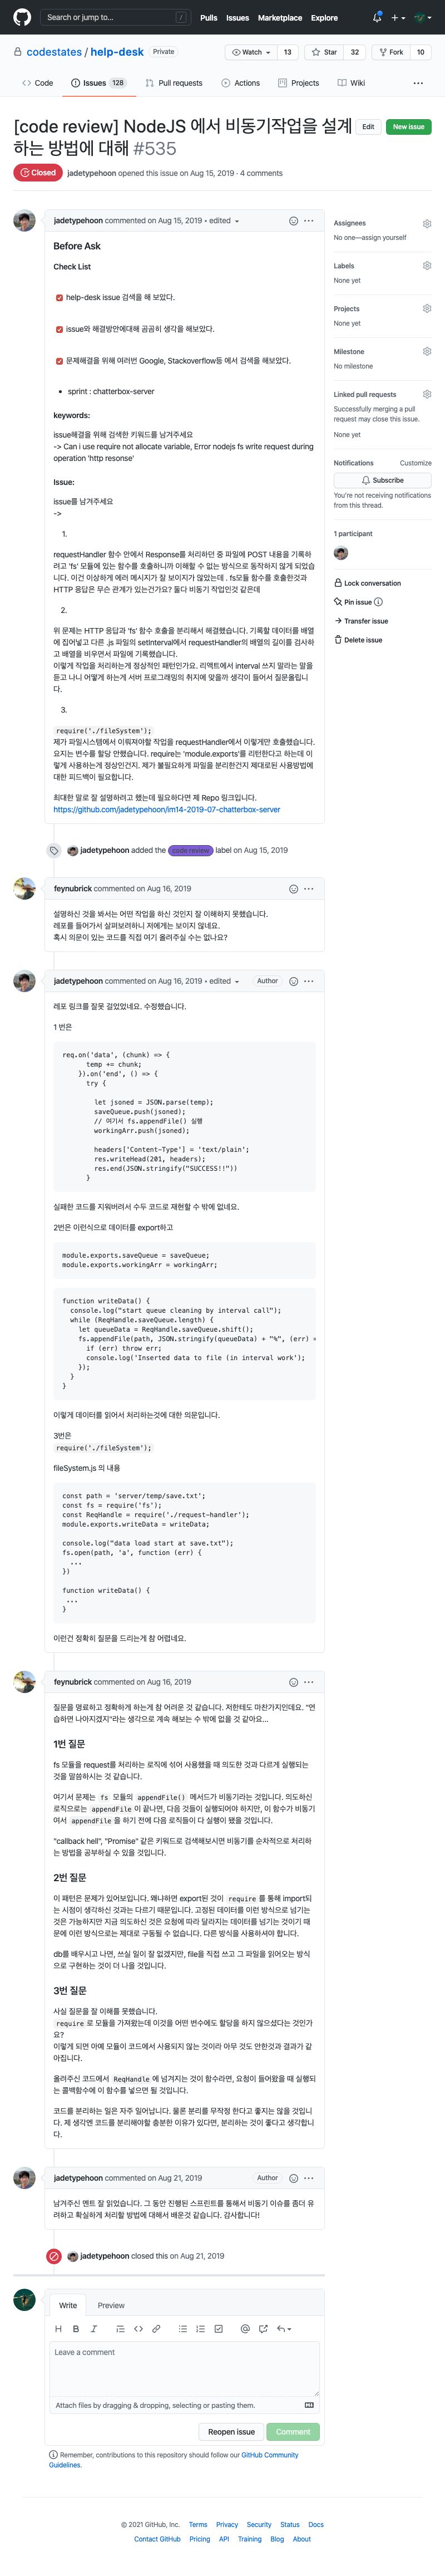 Search or jump to...
/
Pulls
Issues
Marketplace
Explore
codestates / help-desk
Private
Watch
13
Star
32
Fork
10
Code
Issues 128
Pull requests
Actions
Projects
Wiki
[code review] NodeJS 에서 비동기작업을 설계
하는 방법에 대해 #535
Edit
New issue
Closed
jadetypehoon opened this issue on Aug 15, 2019 · 4 comments
jadetypehoon commented on Aug 15, 2019 • edited
Before Ask
Check List
help-desk issue 검색을 해 보았다.
issue와 해결방안에대해 곰곰히 생각을 해보았다.
문제해결을 위해 여러번 Google, Stackoverflow등 에서 검색을 해보았다.
sprint : chatterbox-server
keywords:
issue해결을 위해 검색한 키워드를 남겨주세요
-> Can i use require not allocate variable, Error nodejs fs write request during
operation 'http resonse'
Issue:
issue를 남겨주세요
->
1.
requestHandler 함수 안에서 Response를 처리하던 중 파일에 POST 내용을 기록하
려고 'fs' 모듈에 있는 함수를 호출하니까 이해할 수 없는 방식으로 동작하지 않게 되었습
니다. 이건 이상하게 에러 메시지가 잘 보이지가 않았는데 . fs모듈 함수를 호출한것과
HTTP 응답은 무슨 관계가 있는건가요? 둘다 비동기 작업인것 같은데
2.
위 문제는 HTTP 응답과 'fs' 함수 호출을 분리해서 해결했습니다. 기록할 데이터를 배열
에 집어넣고 다른 .js 파일의 setInterval에서 requestHandler의 배열의 길이를 검사하
고 배열을 비우면서 파일에 기록했습니다.
이렇게 작업을 처리하는게 정상적인 패턴인가요. 리액트에서 interval 쓰지 말라는 말을
듣고 나니 어떻게 하는게 서버 프로그래밍의 취지에 맞을까 생각이 들어서 질문올립니
다.
3.
require('./fileSystem');
제가 파일시스템에서 이뤄져야할 작업을 requestHandler에서 이렇게만 호출했습니다.
요지는 변수를 할당 안했습니다. require는 'module.exports'를 리턴한다고 하는데 이
렇게 사용하는게 정상인건지. 제가 불필요하게 파일을 분리한건지 제대로된 사용방법에
대한 피드백이 필요합니다.
최대한 말로 잘 설명하려고 했는데 필요하다면 제 Repo 링크입니다.
https://github.com/jadetypehoon/im14-2019-07-chatterbox-server
jadetypehoon added the code review label on Aug 15, 2019
feynubrick commented on Aug 16, 2019
설명하신 것을 봐서는 어떤 작업을 하신 것인지 잘 이해하지 못했습니다.
레포를 들어가서 살펴보려하니 저에게는 보이지 않네요.
혹시 의문이 있는 코드를 직접 여기 올려주실 수는 없나요?
jadetypehoon commented on Aug 16, 2019 • edited
Author
레포 링크를 잘못 걸었었네요. 수정했습니다.
1 번은
req.on('data', (chunk) => {
temp += chunk;
}).on('end', () => {
try {
let jsoned = JSON.parse(temp);
saveQueue.push(jsoned);
// 여기서 fs.appendFile() 실행
workingArr.push(jsoned);
headers['Content-Type'] = 'text/plain';
res.writeHead(201, headers);
res.end(JSON.stringify("SUCCESS!!"))
}
실패한 코드를 지워버려서 수두 코드로 재현할 수 밖에 없네요.
2번은 이런식으로 데이터를 export하고
module.exports.saveQueue = saveQueue;
module.exports.workingArr = workingArr;
function writeData() {
console.log("start queue cleaning by interval call");
while (ReqHandle.saveQueue.length) {
let queueData = ReqHandle.saveQueue.shift();
fs.appendFile(path, JSON.stringify(queueData) + "%", (err) =
if (err) throw err;
console.log('Inserted data to file (in interval work');
});
}
}
이렇게 데이터를 읽어서 처리하는것에 대한 의문입니다.
3번은
require('./fileSystem');
fileSystem.js 의 내용
const path = 'server/temp/save.txt';
const fs = require('fs');
const ReqHandle = require('./request-handler');
module.exports.writeData = writeData;
console.log("data load start at save.txt");
fs.open(path, 'a', function (err) {
...
})
function writeData() {
...
}
이런건 정확히 질문을 드리는게 참 어렵네요.
feynubrick commented on Aug 16, 2019
질문을 명료하고 정확하게 하는게 참 어려운 것 같습니다. 저한테도 마찬가지인데요. "연
습하면 나아지겠지"라는 생각으로 계속 해보는 수 밖에 없을 것 같아요...
1번 질문
fs 모듈을 request를 처리하는 로직에 섞어 사용했을 때 의도한 것과 다르게 실행되는
것을 말씀하시는 것 같습니다.
여기서 문제는 fs 모듈의 appendFile() 메서드가 비동기라는 것입니다. 의도하신
로직으로는 appendFile 이 끝나면, 다음 것들이 실행되어야 하지만, 이 함수가 비동기
여서 appendFile 을 하기 전에 다음 로직들이 다 실행이 됐을 것입니다.
"callback hell", "Promise" 같은 키워드로 검색해보시면 비동기를 순차적으로 처리하
는 방법을 공부하실 수 있을 것입니다.
2번 질문
이 패턴은 문제가 있어보입니다. 왜냐하면 export된 것이 require 를 통해 import되
는 시점이 생각하신 것과는 다르기 때문입니다. 고정된 데이터를 이런 방식으로 넘기는
것은 가능하지만 지금 의도하신 것은 요청에 따라 달라지는 데이터를 넘기는 것이기 때
문에 이런 방식으로는 제대로 구동될 수 없습니다. 다른 방식을 사용하셔야 합니다.
db를 배우시고 나면, 쓰실 일이 잘 없겠지만, file을 직접 쓰고 그 파일을 읽어오는 방식
으로 구현하는 것이 더 나을 것입니다.
3번 질문
사실 질문을 잘 이해를 못했습니다.
require 로 모듈을 가져왔는데 이것을 어떤 변수에도 할당을 하지 않으셨다는 것인가
요?
이렇게 되면 아예 모듈이 코드에서 사용되지 않는 것이라 아무 것도 안한것과 결과가 같
아집니다.
올려주신 코드에서 ReqHandle 에 넘겨지는 것이 함수라면, 요청이 들어왔을 때 실행되
는 콜백함수에 이 함수를 넣으면 될 것입니다.
코드를 분리하는 일은 자주 일어납니다. 물론 분리를 무작정 한다고 좋지는 않을 것입니
다. 제 생각엔 코드를 분리해야할 충분한 이유가 있다면, 분리하는 것이 좋다고 생각합니
다.
jadetypehoon commented on Aug 21, 2019
Author
남겨주신 멘트 잘 읽었습니다. 그 동안 진행된 스프린트를 통해서 비동기 이슈를 좀더 유
려하고 확실하게 처리할 방법에 대해서 배운것 같습니다. 감사합니다!
jadetypehoon closed this on Aug 21, 2019
Write
Preview
Leave a comment
Attach files by dragging & dropping, selecting or pasting them.
Reopen issue
Comment
Remember, contributions to this repository should follow our GitHub Community
Guidelines.
Assignees
No one—assign yourself
Labels
None yet
Projects
None yet
Milestone
No milestone
Linked pull requests
Successfully merging a pull
request may close this issue.
None yet
Notifications
Customize
Subscribe
You're not receiving notifications
from this thread.
1 participant
Lock conversation
Pin issue
Transfer issue
Delete issue
© 2021 GitHub, Inc.
Terms
Privacy
Security
Status
Docs
Contact GitHub
Pricing
API
Training
Blog
About